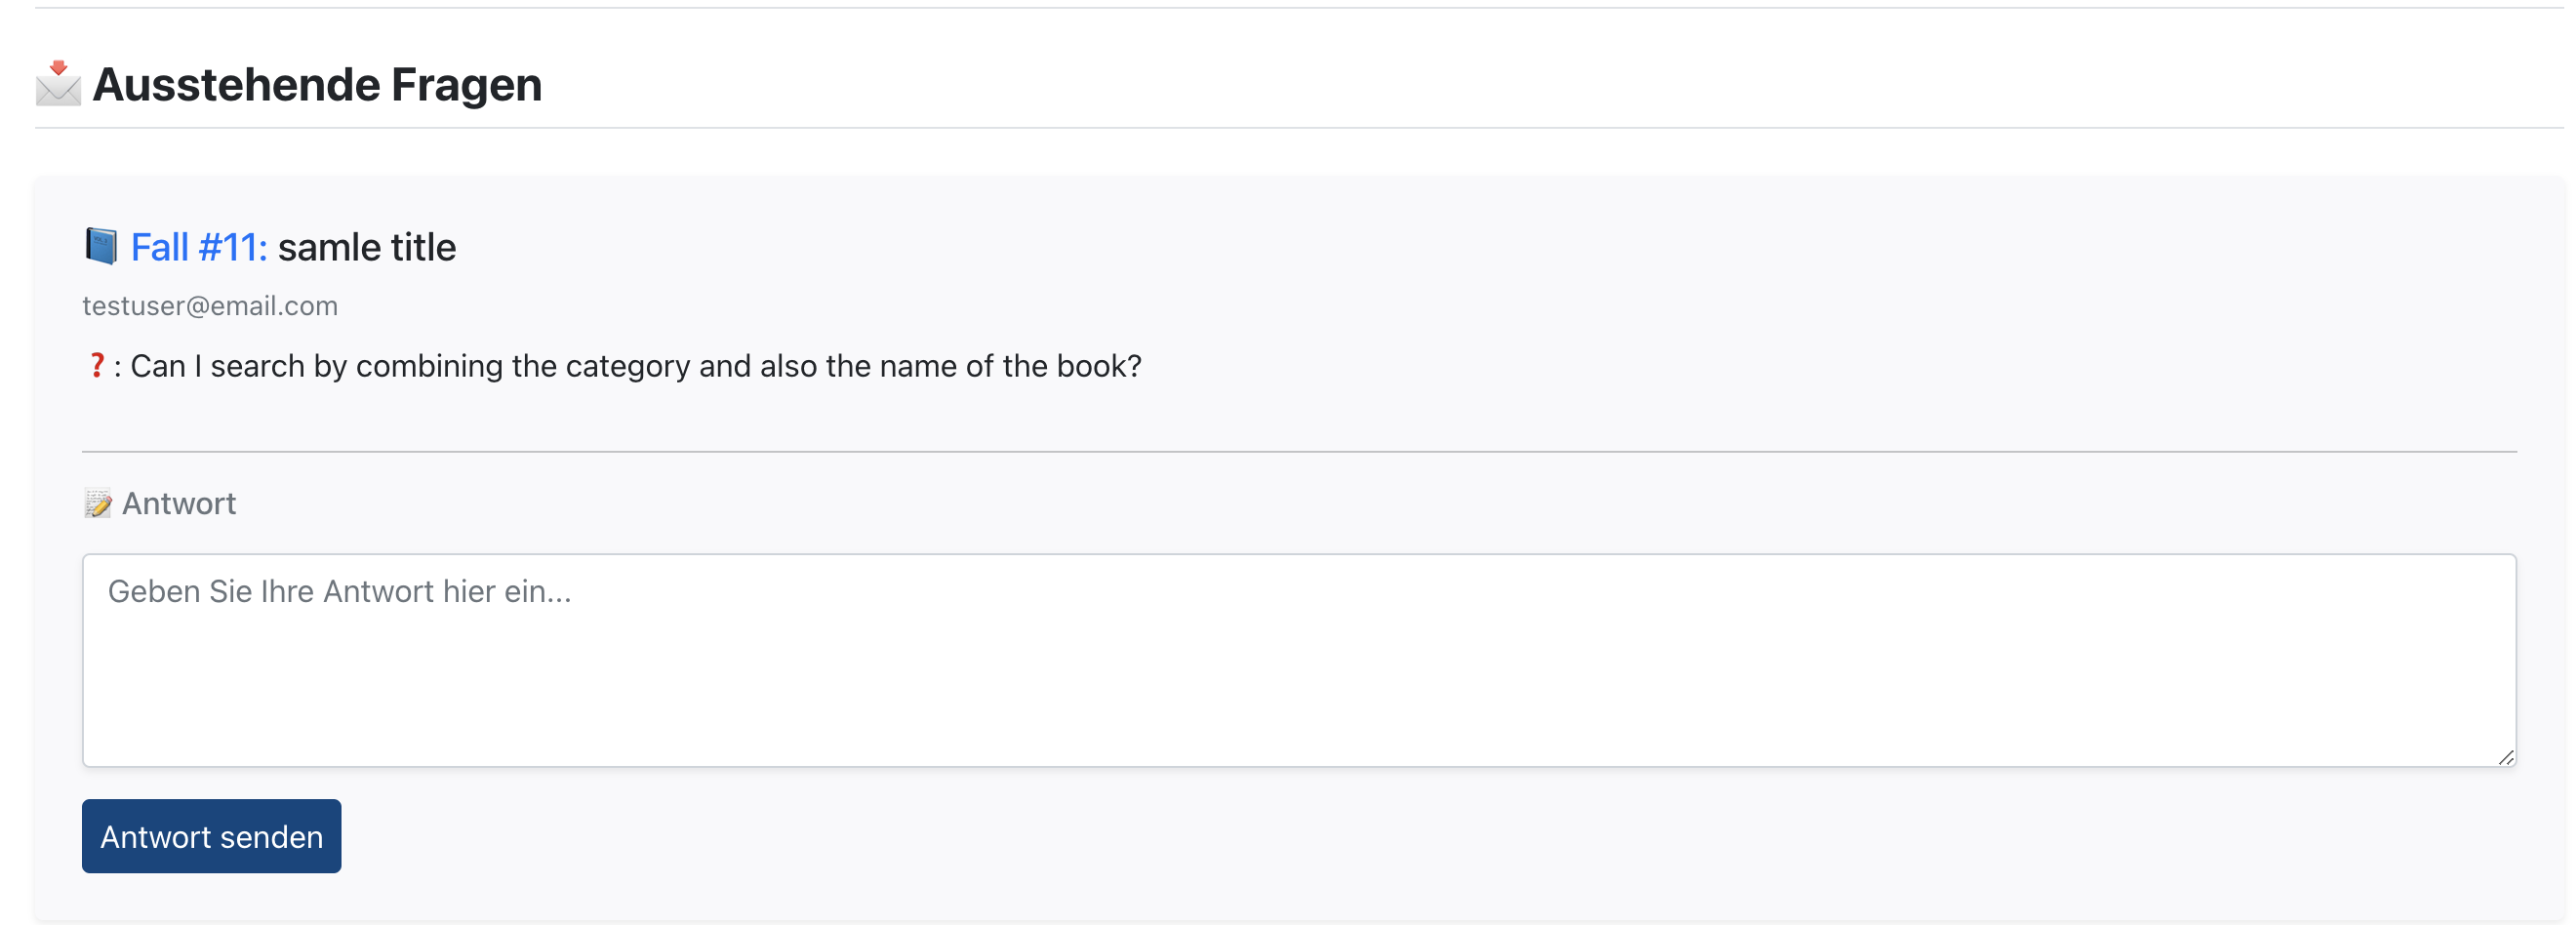 Ausstehende Fragen
Fall #11: samle title
testuser@email.com
❓: Can I search by combining the category and also the name of the book?
Antwort
Geben Sie Ihre Antwort hier ein...
Antwort senden